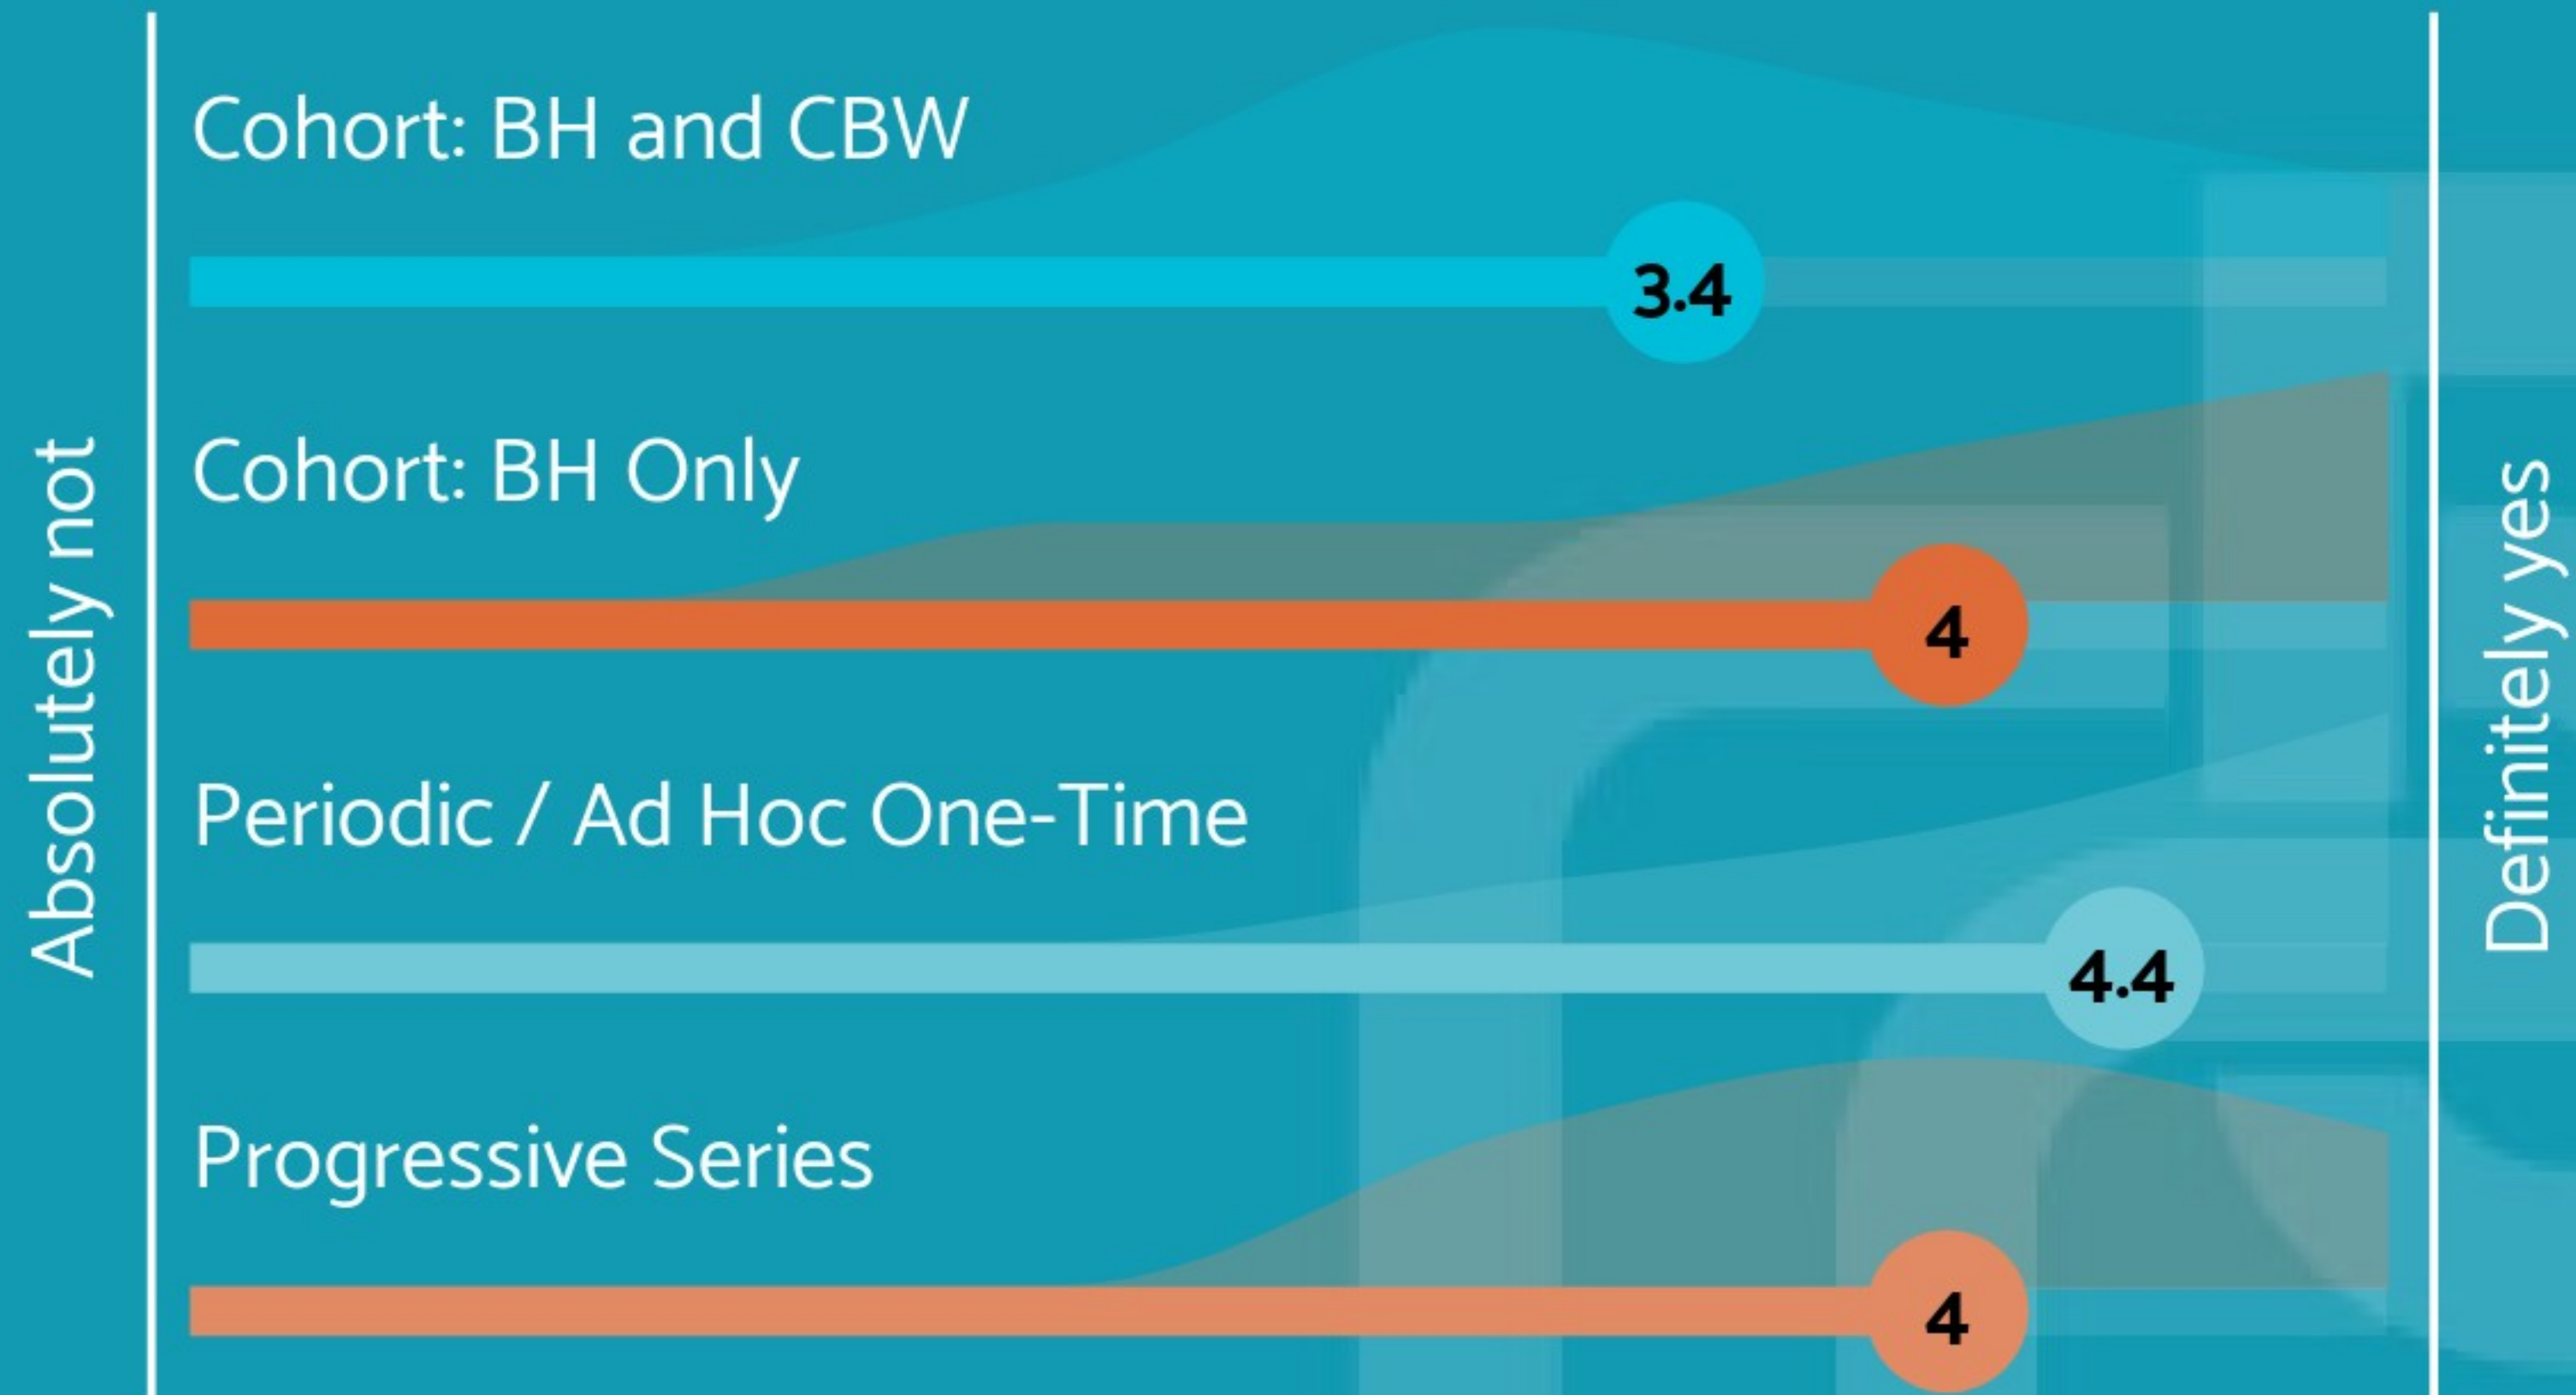 Absolutely not
Cohort: BH and CBW
3.4
Cohort: BH Only
4
Periodic / Ad Hoc One-Time
4.4
Progressive Series
4
Definitely yes